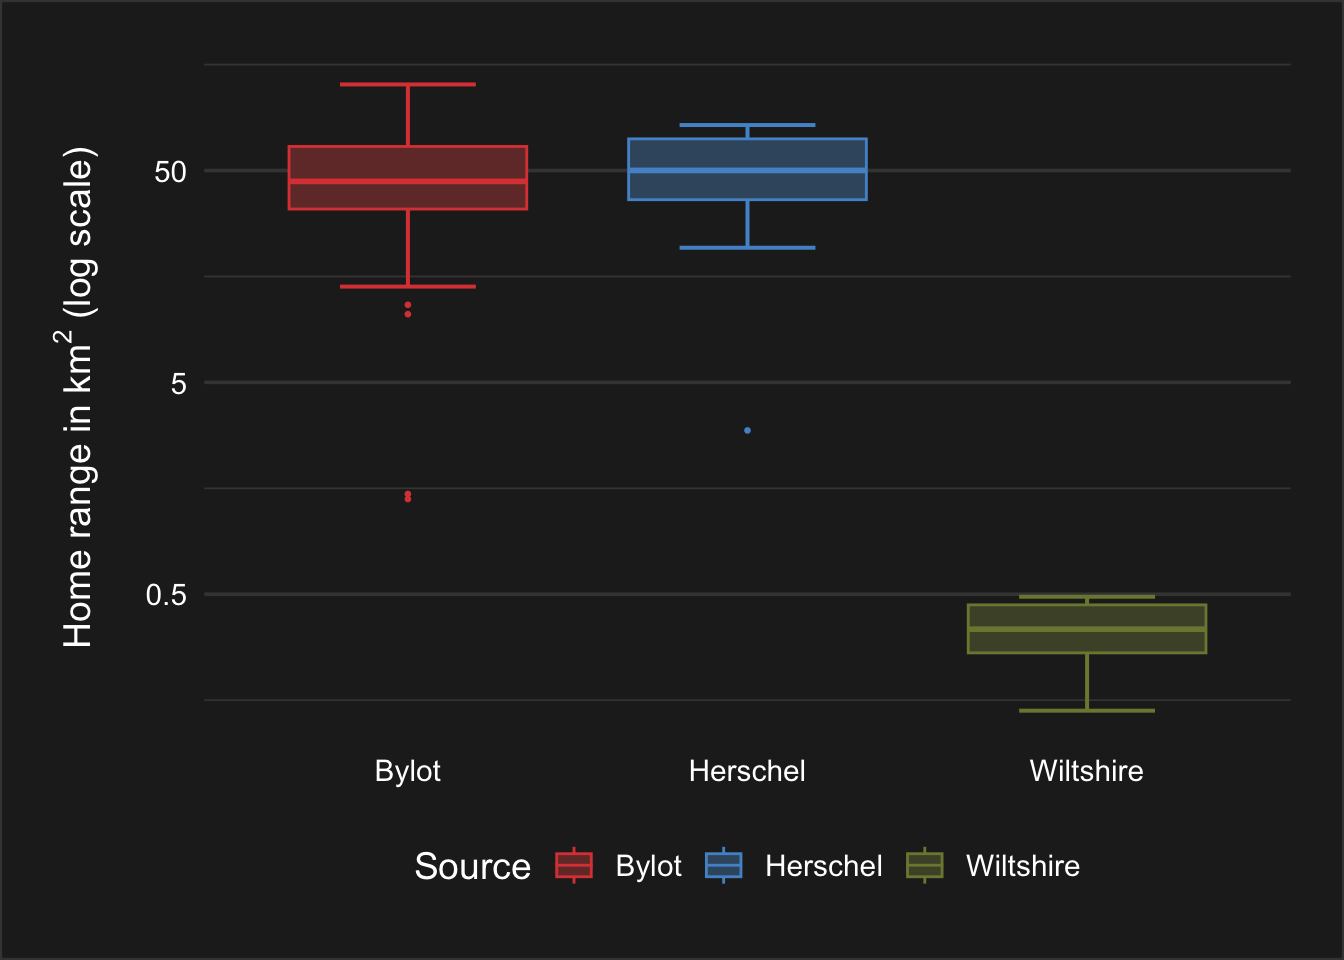 Home range in km² (log scale)
50
5
0.5
Bylot Herschel Wiltshire
Source Bylot Herschel Wiltshire